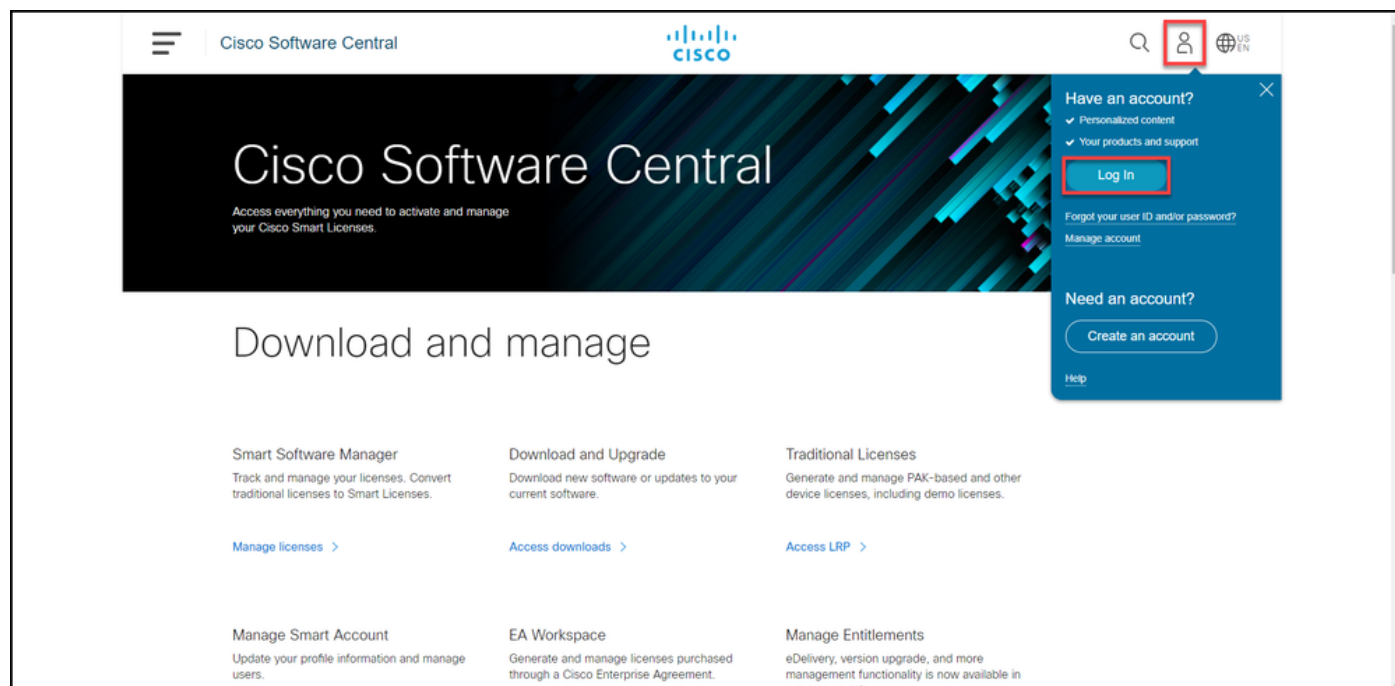 Cisco Software Central
CISCO
US
EN
Have an account?
Personalized content
Your products and support
Log In
Forgot your user ID and/or password?
Manage account
Need an account?
Create an account
Help
Cisco Software Central
Access everything you need to activate and manage
your Cisco Smart Licenses.
Download and manage
Smart Software Manager
Track and manage your licenses. Convert
traditional licenses to Smart Licenses.
Manage licenses
Download and Upgrade
Download new software or updates to your
current software.
Access downloads
Traditional Licenses
Generate and manage PAK-based and other
device licenses, including demo licenses.
Access LRP
Manage Smart Account
Update your profile information and manage
users.
EA Workspace
Generate and manage licenses purchased
through a Cisco Enterprise Agreement.
Manage Entitlements
eDelivery, version upgrade, and more
management functionality is now available in